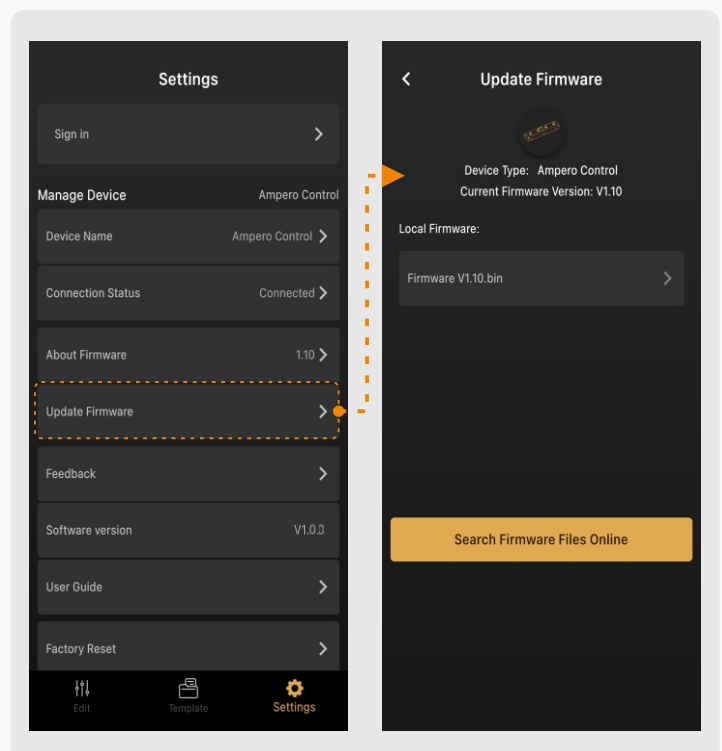 Settings
Sign in
Manage Device Ampero Control
Device Name Ampero Control
Connection Status Connected
About Firmware 1.10
Update Firmware
Feedback
Software version V1.0.0
User Guide
Factory Reset
Edit Template Settings
Update Firmware
Device Type: Ampero Control
Current Firmware Version: V1.10
Local Firmware:
Firmware V1.10.bin
Search Firmware Files Online